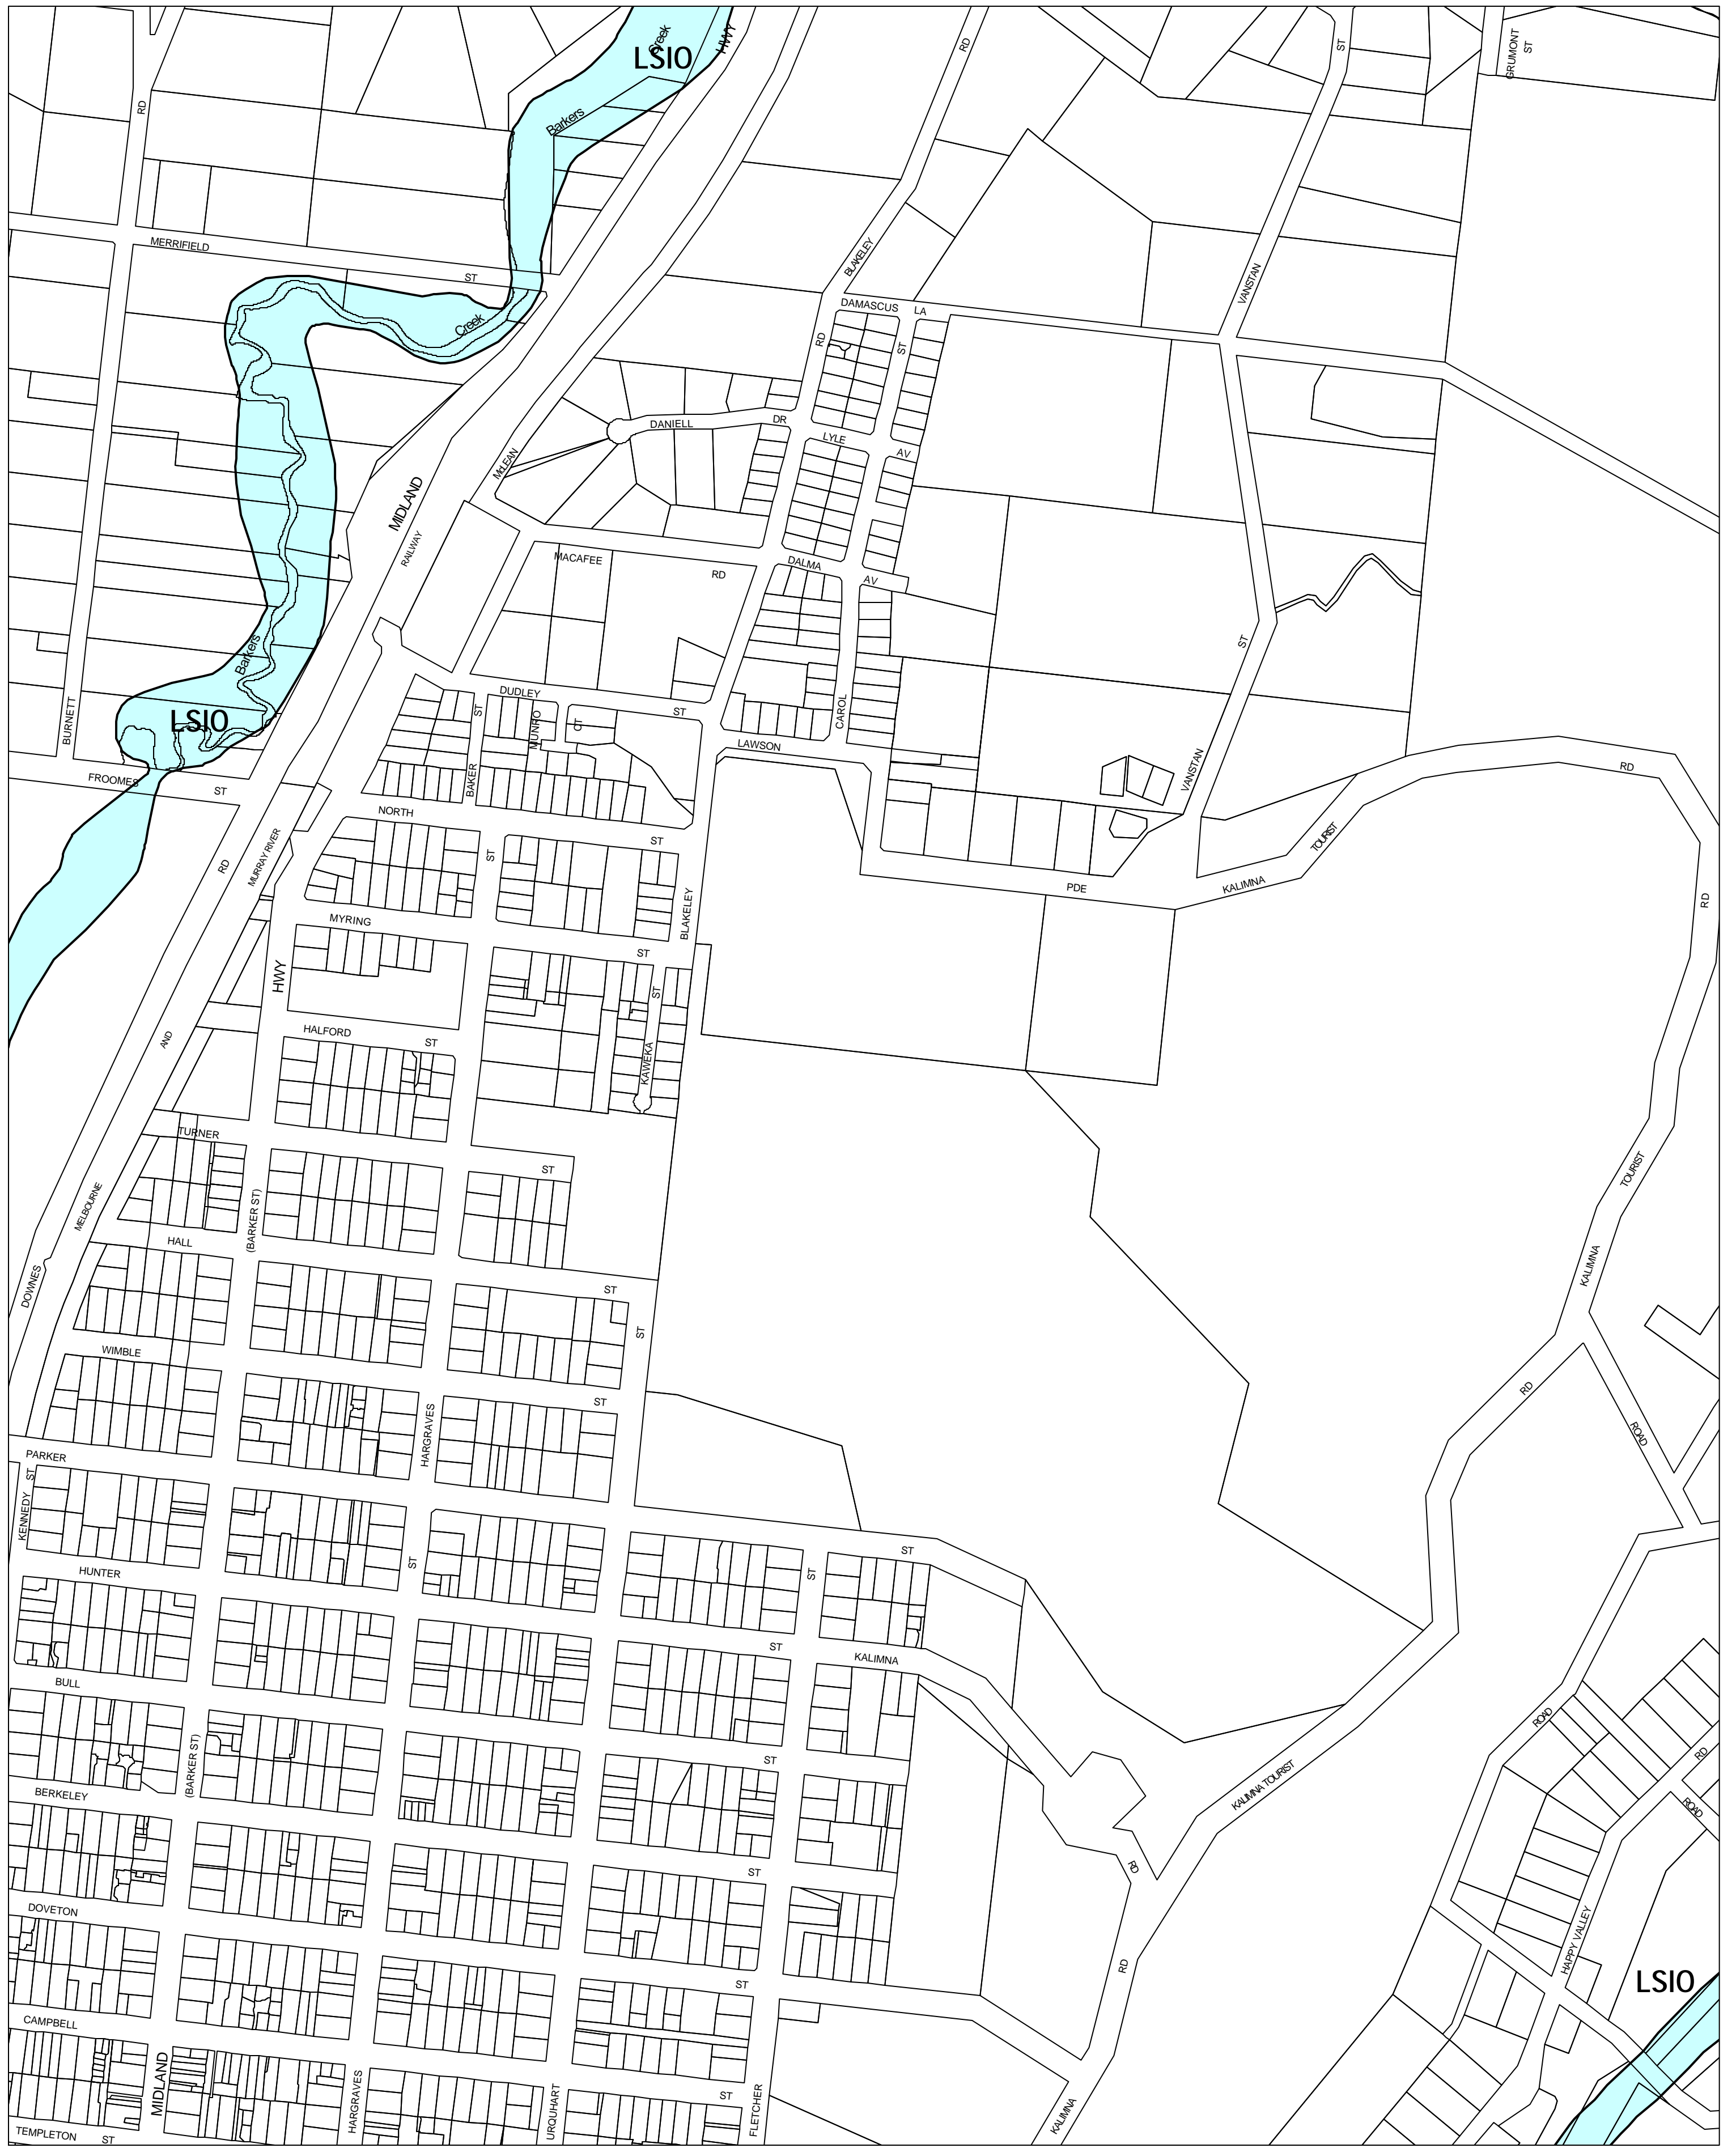 Creek
HWY
LSIO
RD
ST
GRUMONT
ST
RD
Barkers
MERRIFIELD
ST
BLAKELEY
VANSTAN
DAMASCUS
LA
Creek
RD
ST
DANIELL
DR
LYLE
AV
McLEAN
MIDLAND
RAILWAY
MACAFEE
RD
DALMA
AV
Barkers
ST
DUDLEY
ST
ST
LSIO
BURNETT
MUNRO
CT
CAROL
LAWSON
VANSTAN
RD
FROOMES
ST
BAKER
NORTH
ST
ST
TOURIST
RD
MURRAY RIVER
PDE
KALIMNA
RD
MYRING
BLAKELEY
ST
HWY
ST
HALFORD
ST
AND
KAWEKA
TURNER
ST
TOURIST
MELBOURNE
(BARKER ST)
HALL
KALIMNA
DOWNES
ST
ST
WIMBLE
RD
ST
HARGRAVES
ROAD
PARKER
ST
KENNEDY
ST
ST
ST
HUNTER
ST
KALIMNA
BULL
ROAD
(BARKER ST)
ST
RD
KALIMNA TOURIST
BERKELEY
ROAD
ST
RD
DOVETON
HAPPY VALLEY
RD
ST
LSIO
CAMPBELL
MIDLAND
HARGRAVES
URQUHART
ST
FLETCHER
KALIMNA
TEMPLETON
ST